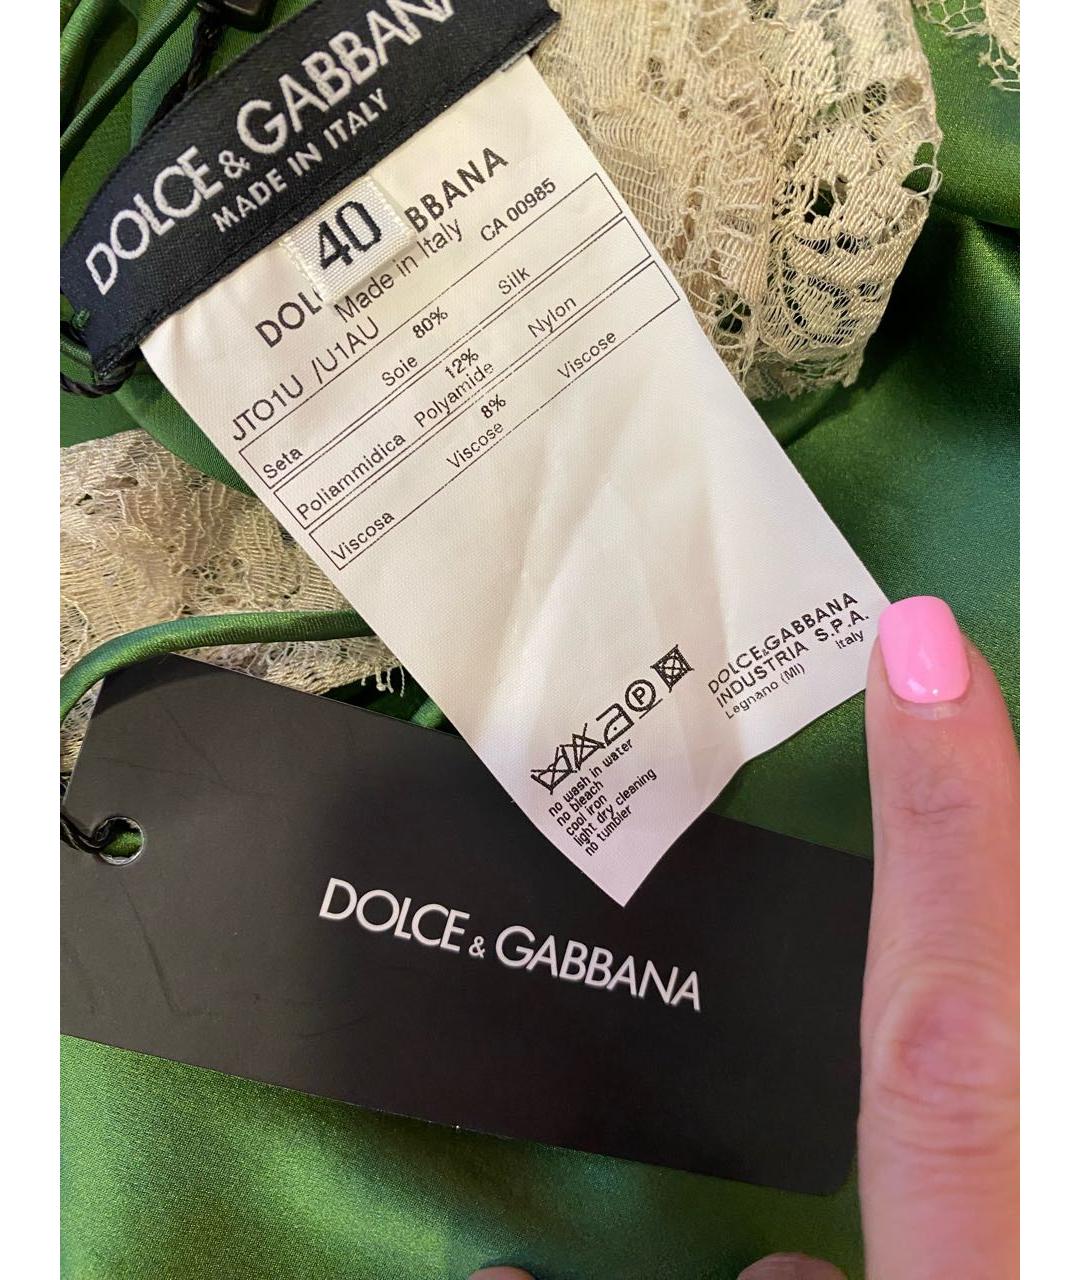 DOLCE & GABBAN
MADE IN ITALY
40
DOL BBANA
Made in Italy
JTO1U /U1AU CA 00985
80%
Seta Soie Silk
12%
Poliammidica Polyamide Nylon
8%
Viscosa Viscose Viscose
P
no wash in water
no bleach
cool iron
light dry cleaning
no tumbler
DOLCE&GABBANA
INDUSTRIA S.P.A.
Legnano (MI) italy
DOLCE & GABBANA